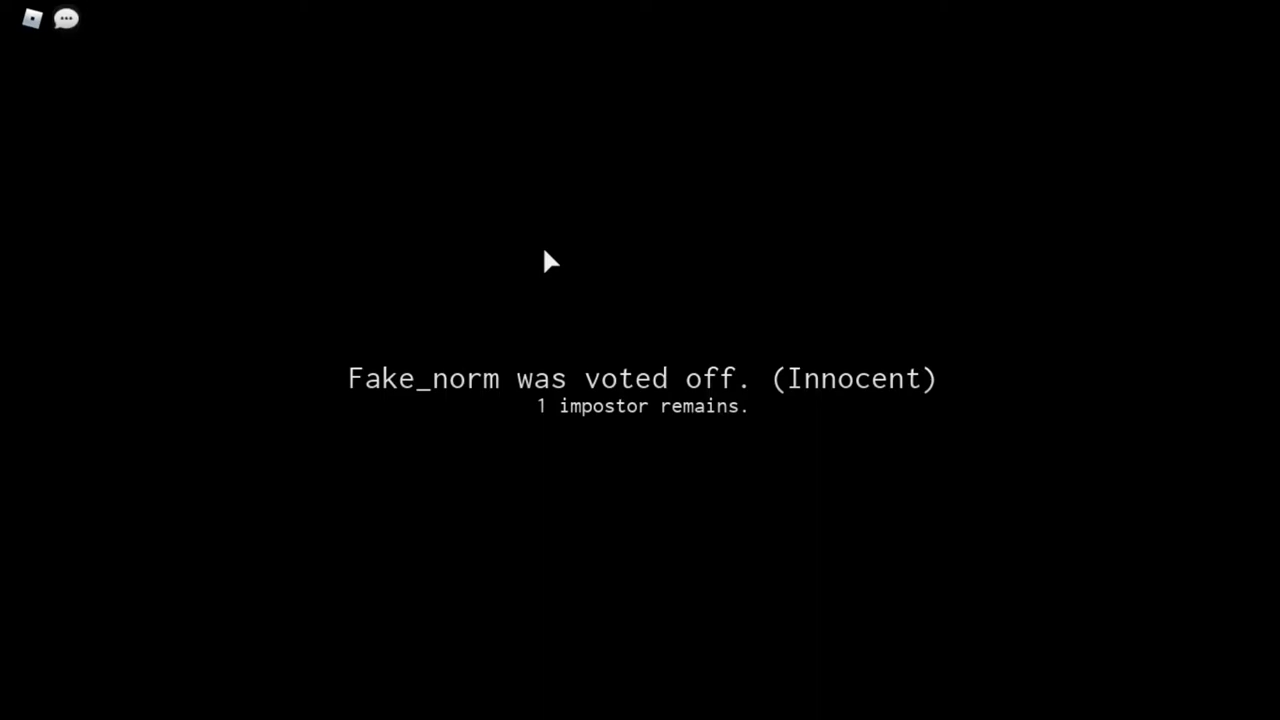 Fake_norm was voted off. (Innocent)
1 impostor remains.